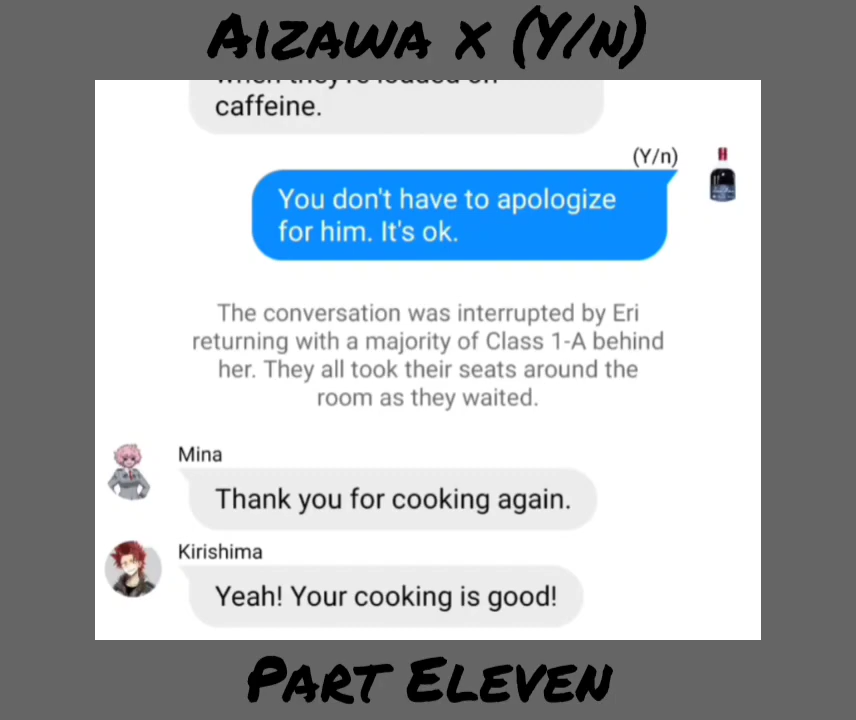 AIZAWA X (Y/N)
caffeine.
(Y/n)
You don't have to apologize
for him. It's ok.
The conversation was interrupted by Eri
returning with a majority of Class 1-A behind
her. They all took their seats around the
room as they waited.
Mina
Thank you for cooking again.
Kirishima
Yeah! Your cooking is good!
PART ELEVEN